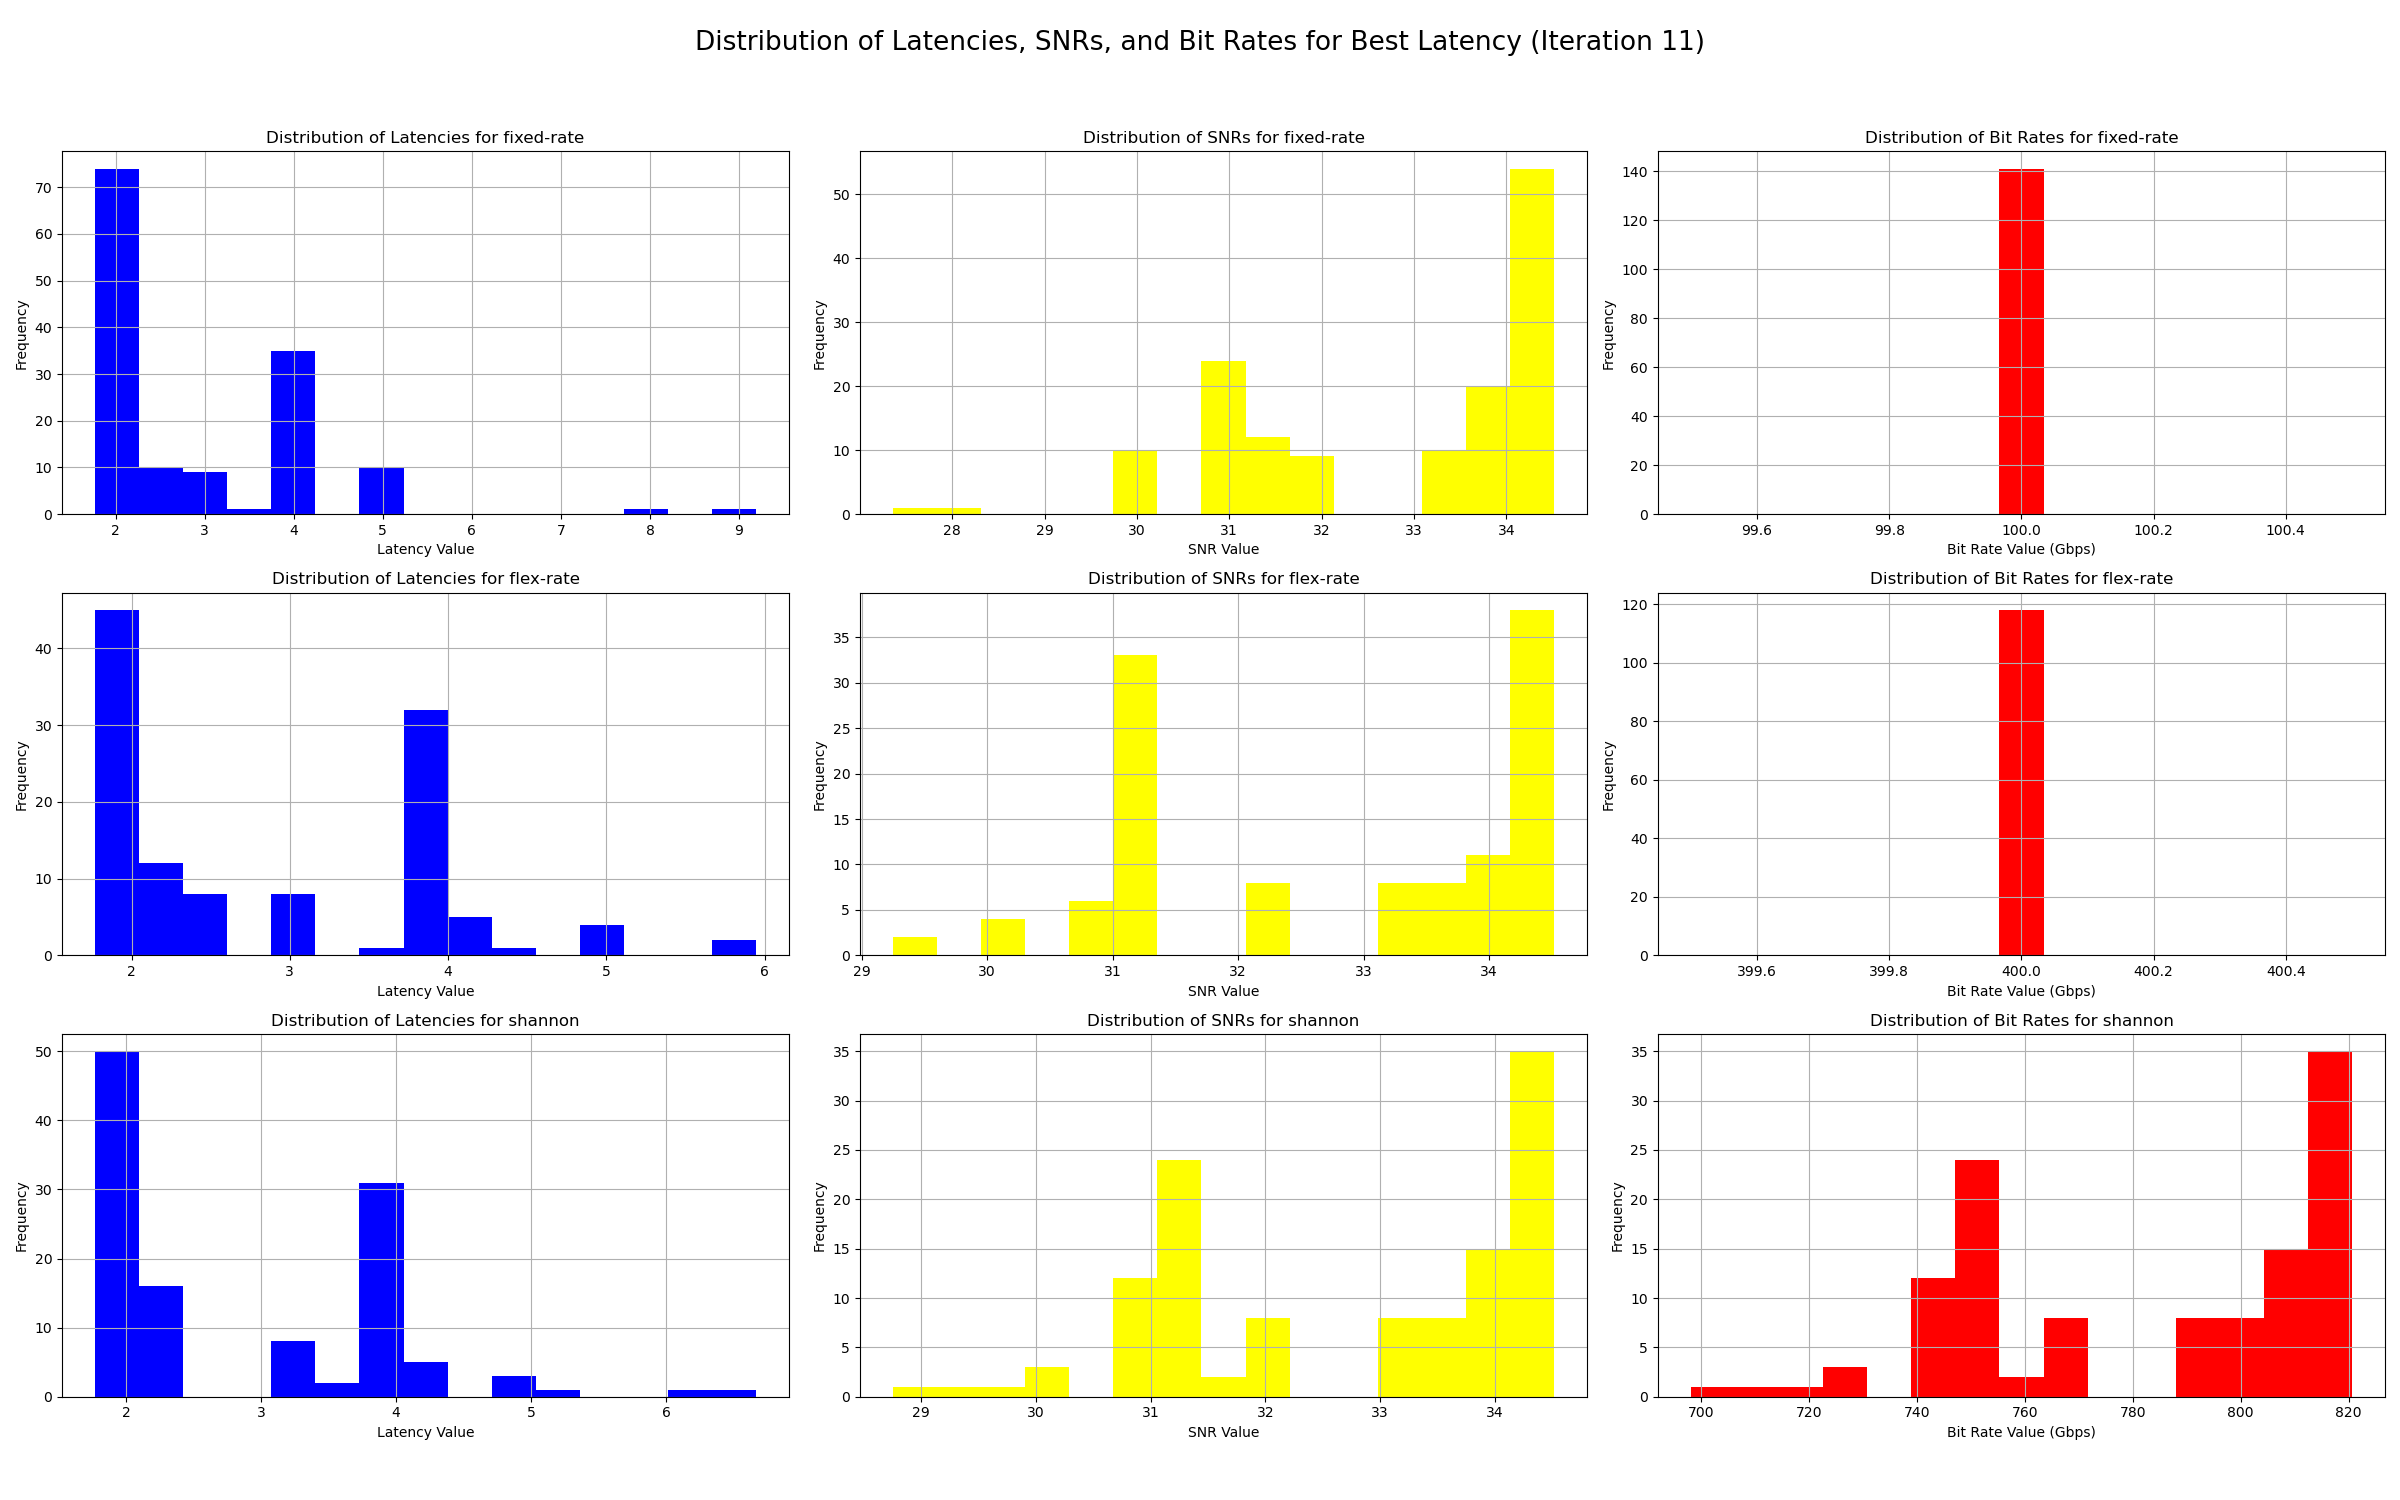 Distribution of Latencies, SNRs, and Bit Rates for Best Latency (Iteration 11)
Distribution of Latencies for fixed-rate
Frequency
70
60
50
40
30
20
10
0
2 3 4 5 6 7 8 9
Latency Value
Distribution of SNRs for fixed-rate
Frequency
50
40
30
20
10
0
28 29 30 31 32 33 34
SNR Value
Distribution of Bit Rates for fixed-rate
Frequency
140
120
100
80
60
40
20
0
99.6 99.8 100.0 100.2 100.4
Bit Rate Value (Gbps)
Distribution of Latencies for flex-rate
Frequency
40
30
20
10
0
2 3 4 5 6
Latency Value
Distribution of SNRs for flex-rate
Frequency
35
30
25
20
15
10
5
0
29 30 31 32 33 34
SNR Value
Distribution of Bit Rates for flex-rate
Frequency
120
100
80
60
40
20
0
399.6 399.8 400.0 400.2 400.4
Bit Rate Value (Gbps)
Distribution of Latencies for shannon
Frequency
50
40
30
20
10
0
2 3 4 5 6
Latency Value
Distribution of SNRs for shannon
Frequency
35
30
25
20
15
10
5
0
29 30 31 32 33 34
SNR Value
Distribution of Bit Rates for shannon
Frequency
35
30
25
20
15
10
5
0
700 720 740 760 780 800 820
Bit Rate Value (Gbps)